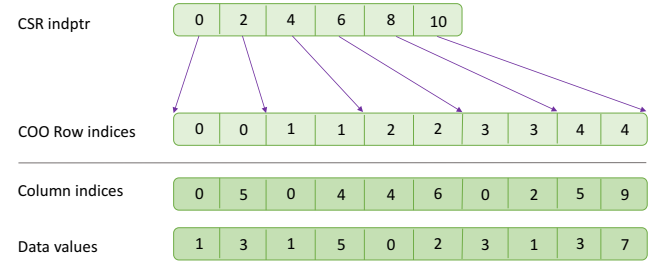 CSR indptr 0 2 4 6 8 10
COO Row indices 0 0 1 1 2 2 3 3 4 4
Column indices 0 5 0 4 4 6 0 2 5 9
Data values 1 3 1 5 0 2 3 1 3 7